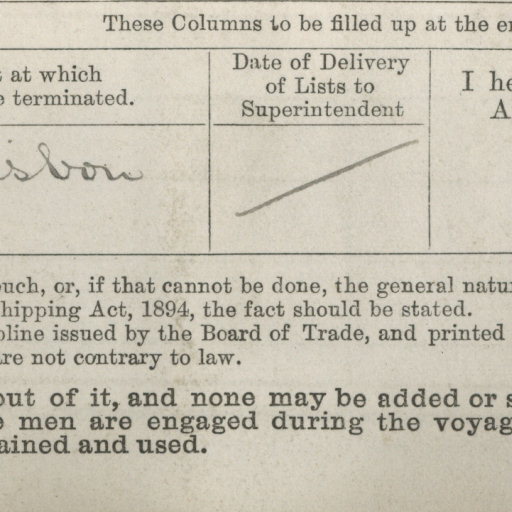 These Columns to be filled up at the e
at which
terminated.
Date of Delivery
of Lists to
Superintendent
I he
A
isbon
uch, or, if that cannot be done, the general natu
hipping Act, 1894, the fact should be stated.
pline issued by the Board of Trade, and printed
re not contrary to law.
out of it, and none may be added or s
e men are engaged during the voyag
ained and used.